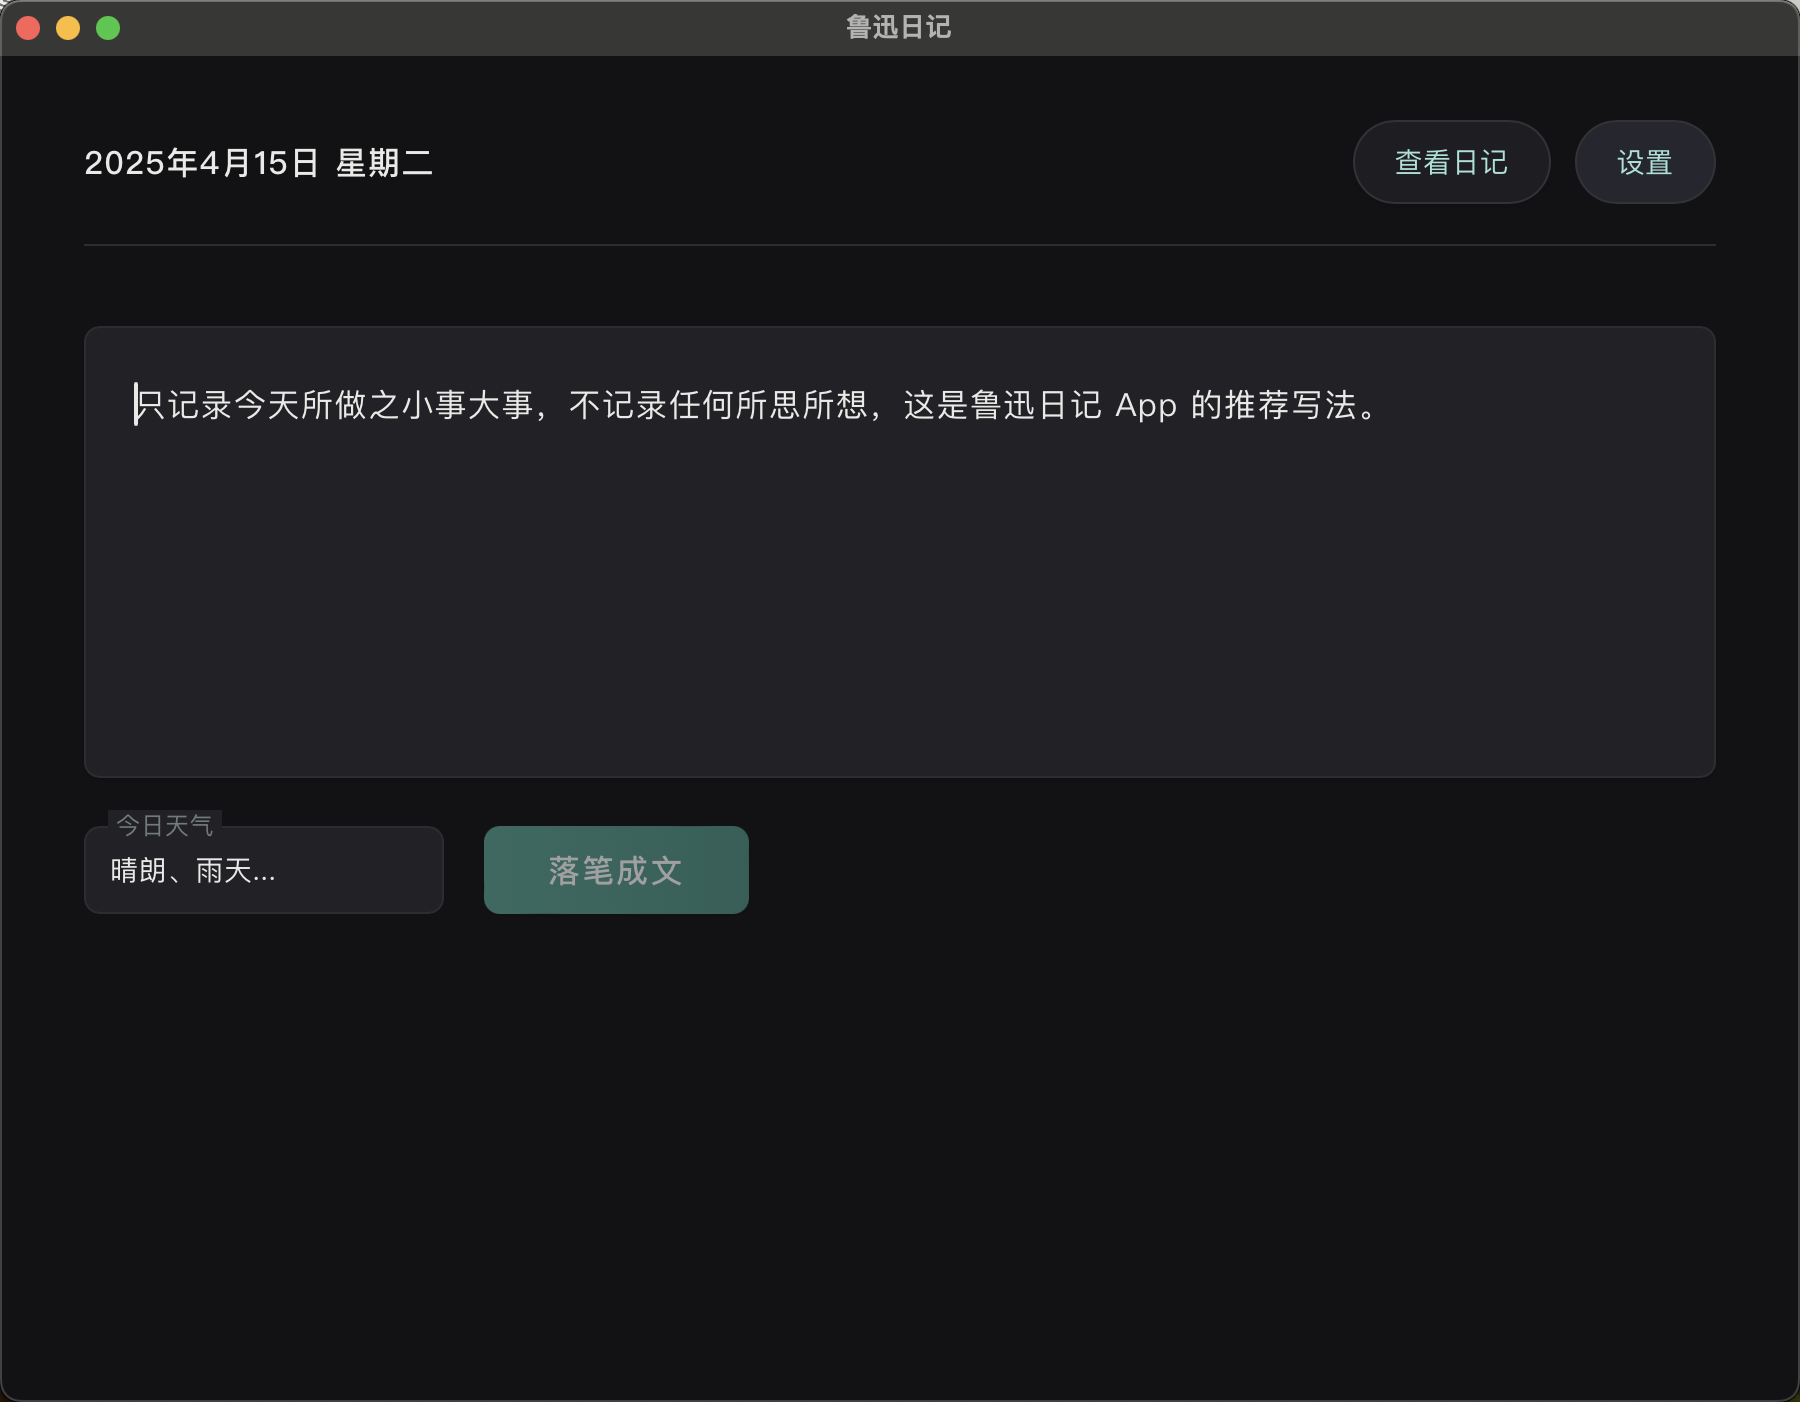 鲁迅日记
2025年4月15日 星期二
查看日记
设置
只记录今天所做之小事大事，不记录任何所思所想，这是鲁迅日记 App 的推荐写法。
今日天气
晴朗、雨天...
落笔成文